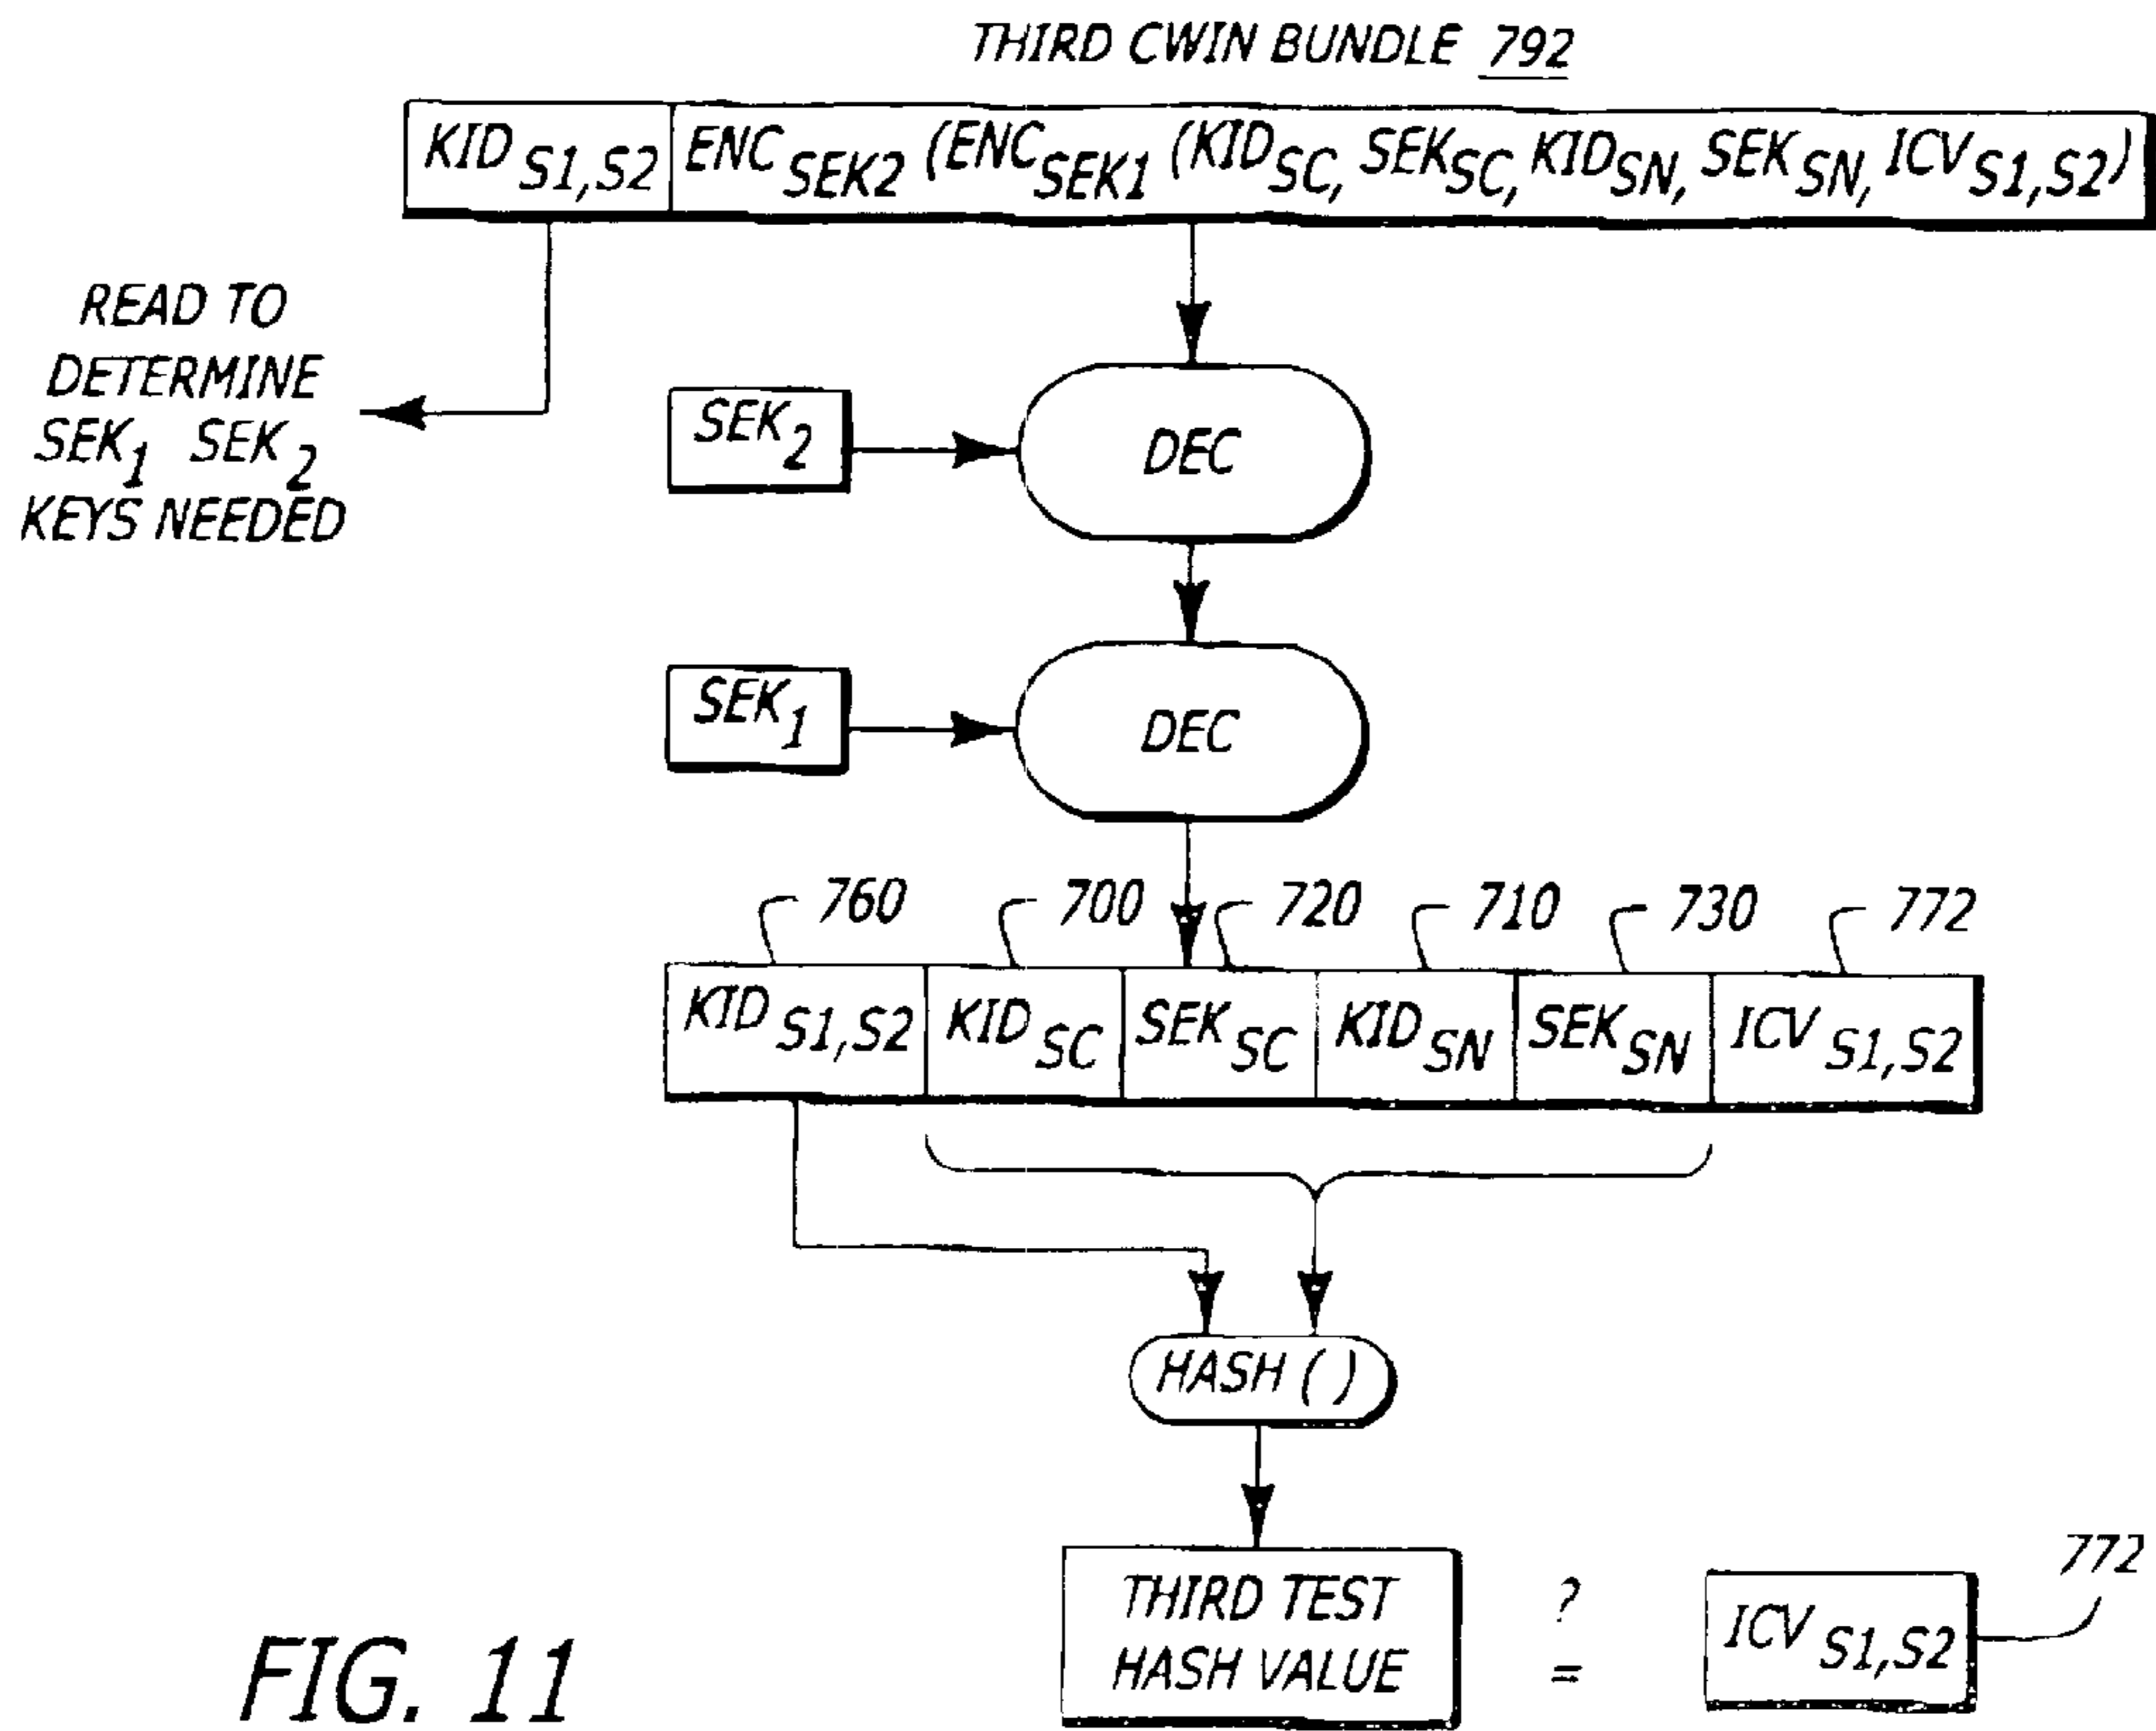 THIRD CWIN BUNDLE 792
KID S1,S2 ENC SEK2 (ENC SEK1 (KID SC, SEK SC, KID SN, SEK SN, ICV S1,S2)
READ TO
DETERMINE
SEK1 SEK2
KEYS NEEDED
SEK2
DEC
SEK1
DEC
760 700 720 710 730 772
KID S1,S2 KID SC SEK SC KID SN SEK SN ICV S1,S2
HASH ( )
THIRD TEST
HASH VALUE
?
=
ICV S1,S2
772
FIG. 11